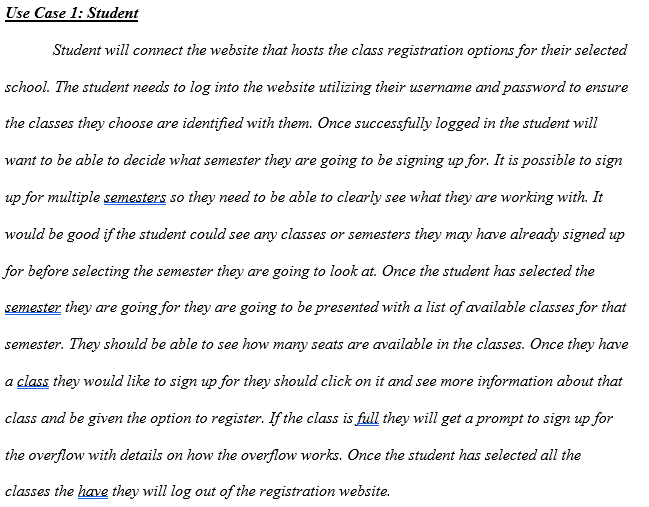 Use Case 1: Student
Student will connect the website that hosts the class registration options for their selected
school. The student needs to log into the website utilizing their username and password to ensure
the classes they choose are identified with them. Once successfully logged in the student will
want to be able to decide what semester they are going to be signing up for. It is possible to sign
up for multiple semesters so they need to be able to clearly see what they are working with. It
would be good if the student could see any classes or semesters they may have already signed up
for before selecting the semester they are going to look at. Once the student has selected the
semester they are going for they are going to be presented with a list of available classes for that
semester. They should be able to see how many seats are available in the classes. Once they have
a class they would like to sign up for they should click on it and see more information about that
class and be given the option to register. If the class is full they will get a prompt to sign up for
the overflow with details on how the overflow works. Once the student has selected all the
classes the have they will log out of the registration website.